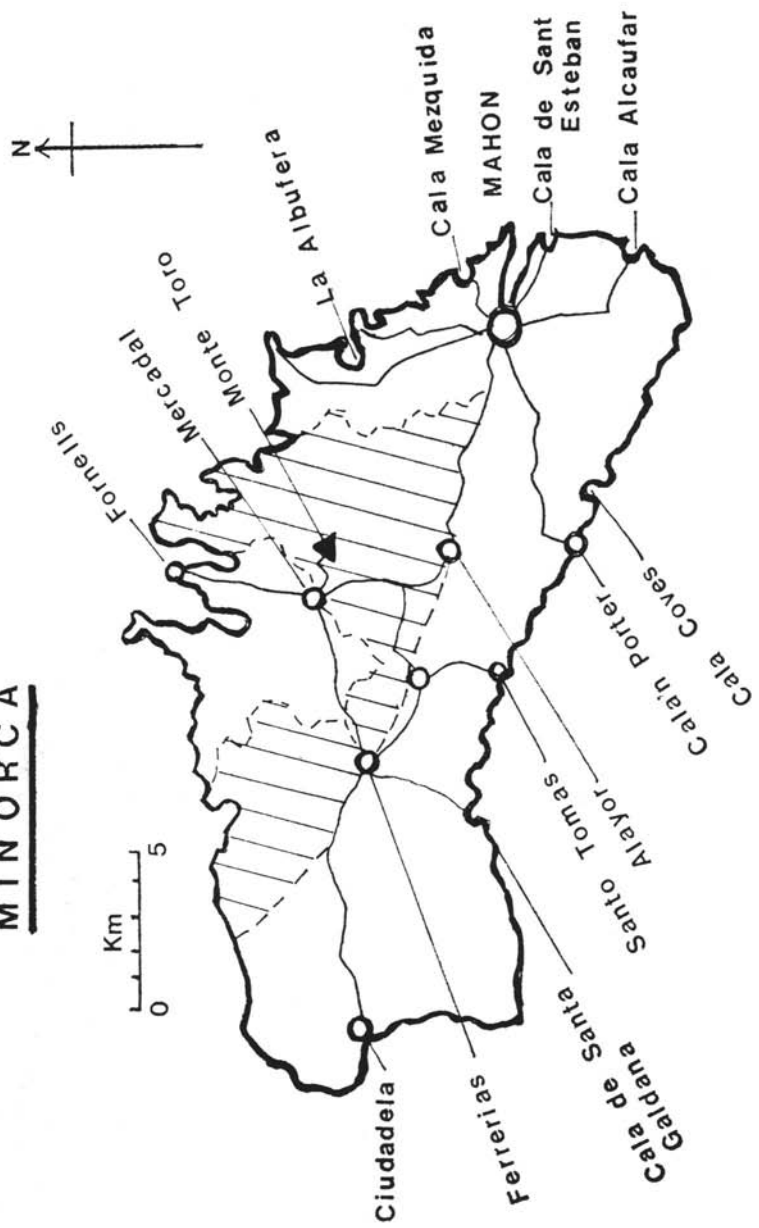 MINORCA
N
Km
0 5
Fornells
Mercadal
Monte Toro
La Albufera
Cala Mezquida
MAHON
Cala de Sant
Esteban
Cala Alcaufar
Ciudadela
Ferrerias
Cala de Santa
Galdana
Santo Tomas
Alayor
Cala'n Porter
Cala Coves